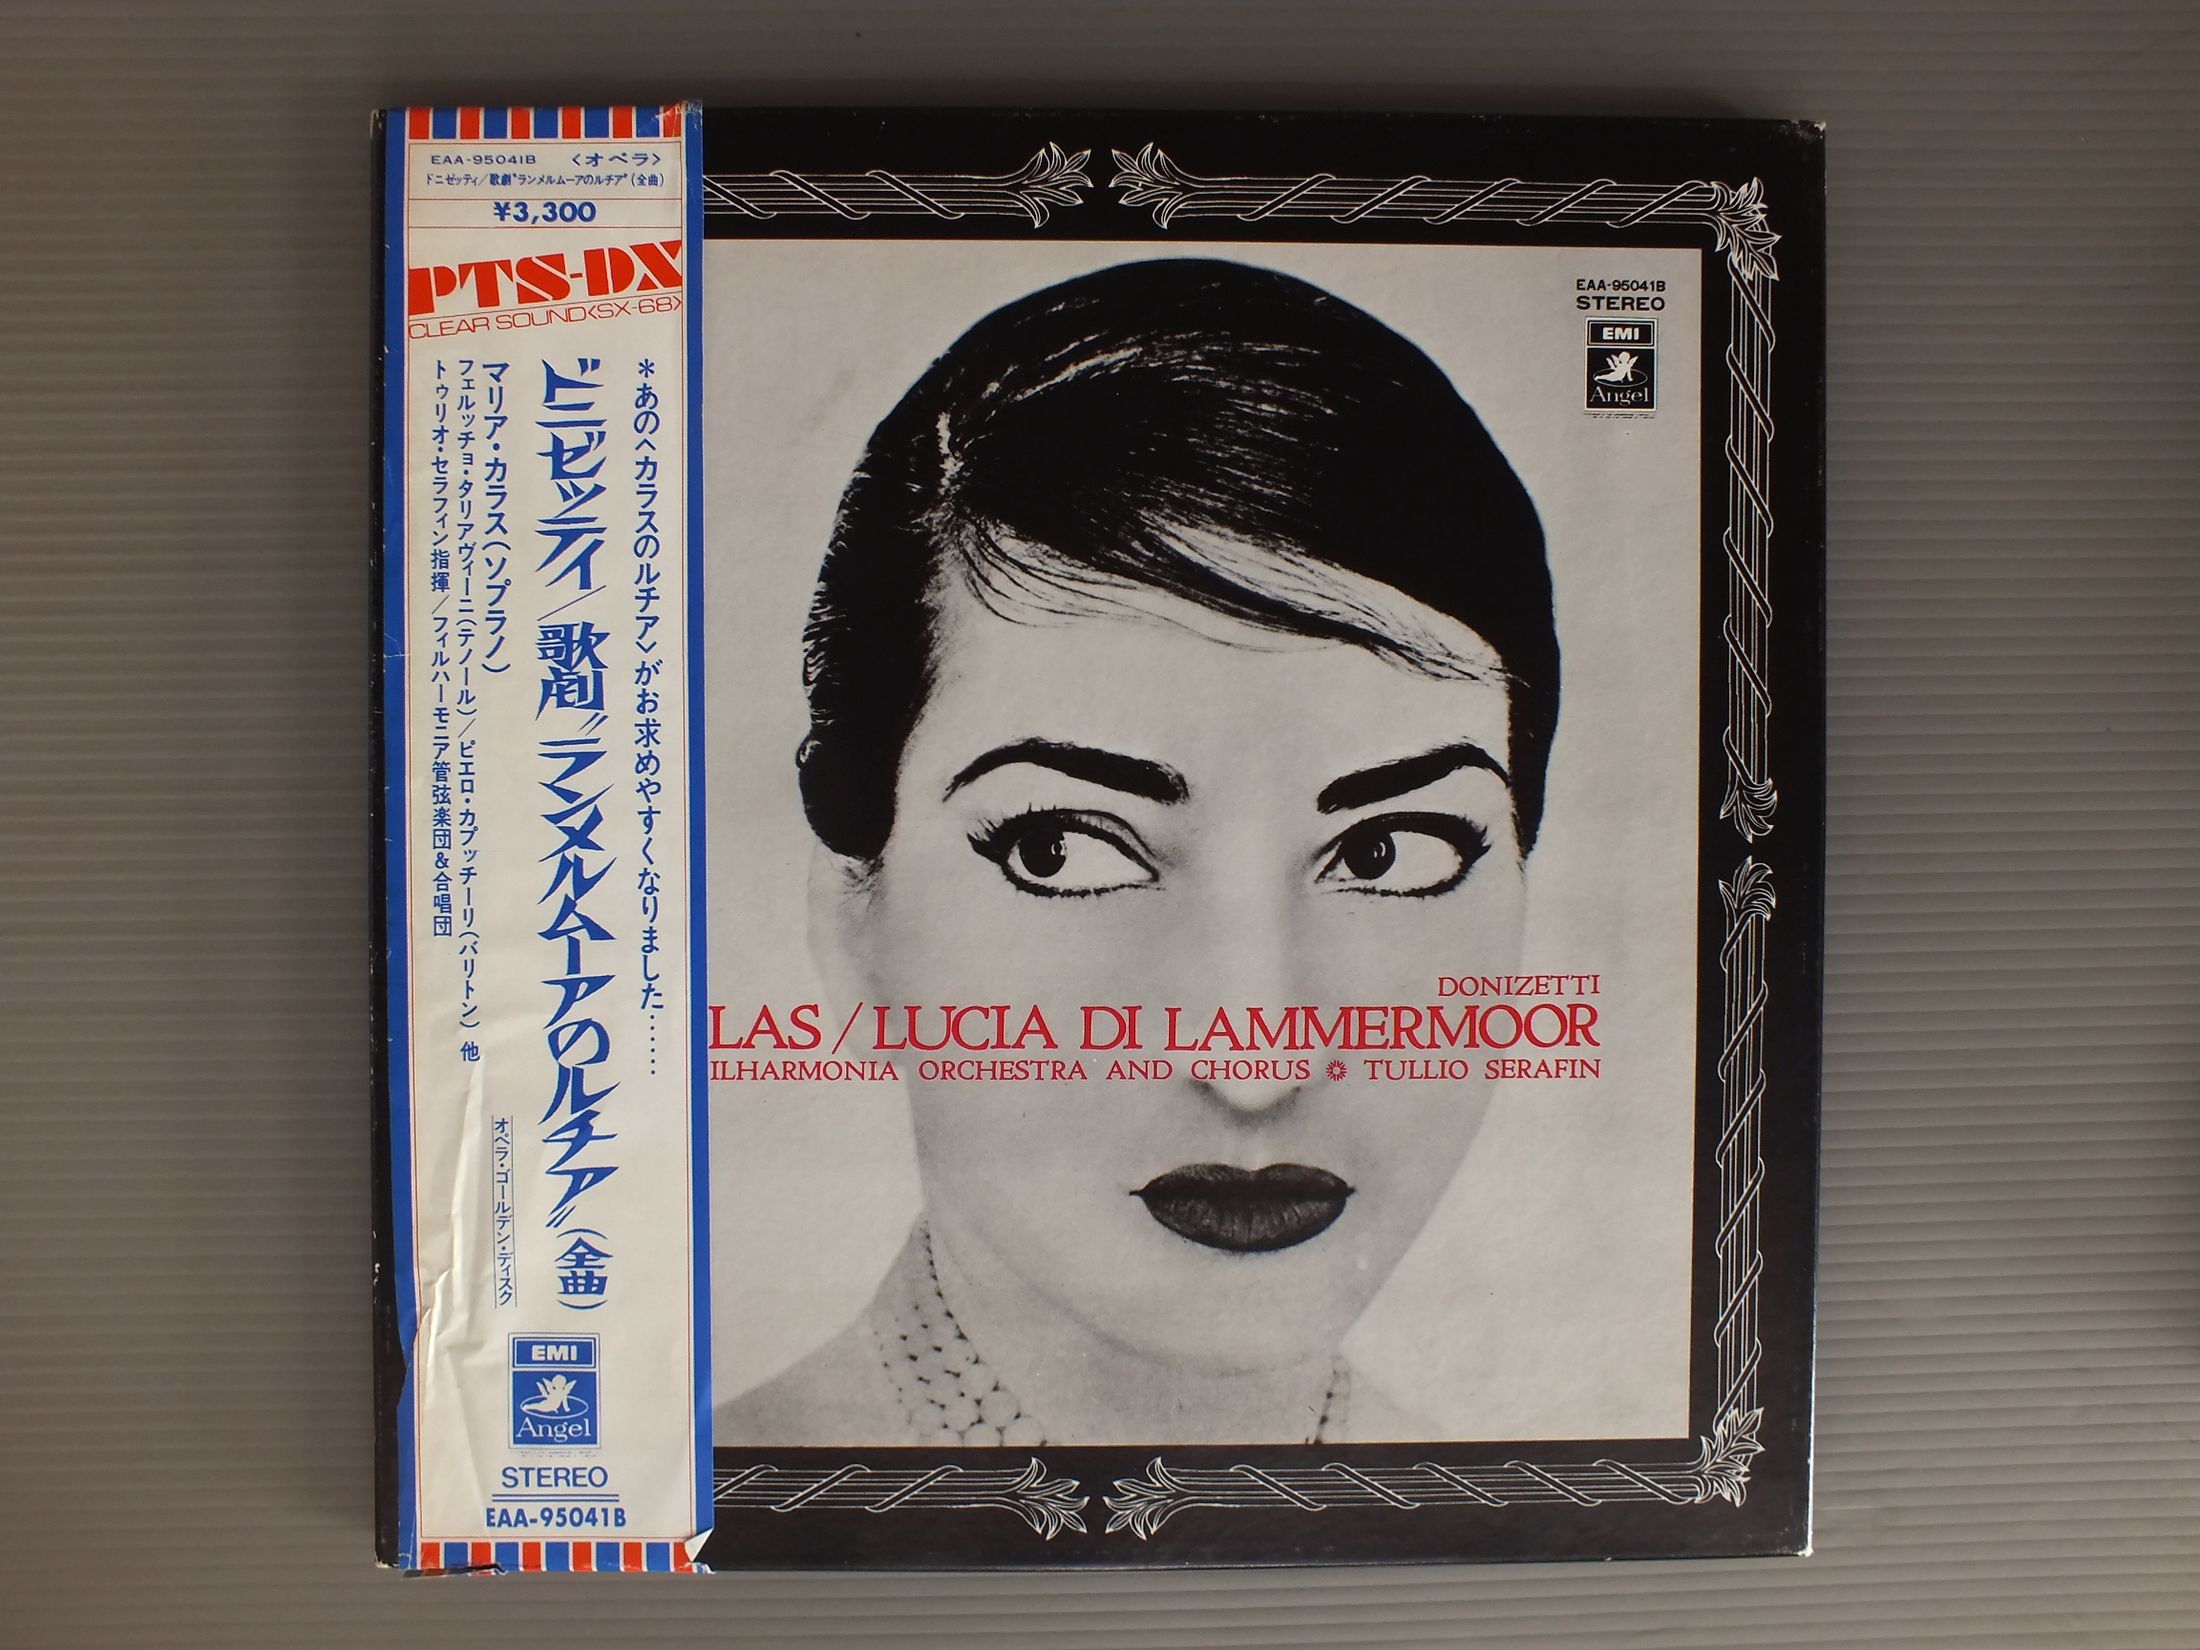 EAA-95041B 〈オペラ〉
ドニゼッティ/歌劇"ランメルムーアのルチア"(全曲)
¥3,300
PTS-DX
CLEAR SOUND<SX-68>
*あの〈カラスのルチア〉がお求めやすくなりました……
ドニゼッティ/歌劇"ランメルムーアのルチア"(全曲)
マリア・カラス(ソプラノ)
フェルッチョ・タリアヴィーニ(テノール)/ピエロ・カプッチーリ(バリトン) 他
トゥリオ・セラフィン指揮/フィルハーモニア管弦楽団&合唱団
オペラ・ゴールデン・ディスク
EMI
Angel
STEREO
EAA-95041B
EAA-95041B
STEREO
EMI
Angel
DONIZETTI
LAS / LUCIA DI LAMMERMOOR
ILHARMONIA ORCHESTRA AND CHORUS ❋ TULLIO SERAFIN